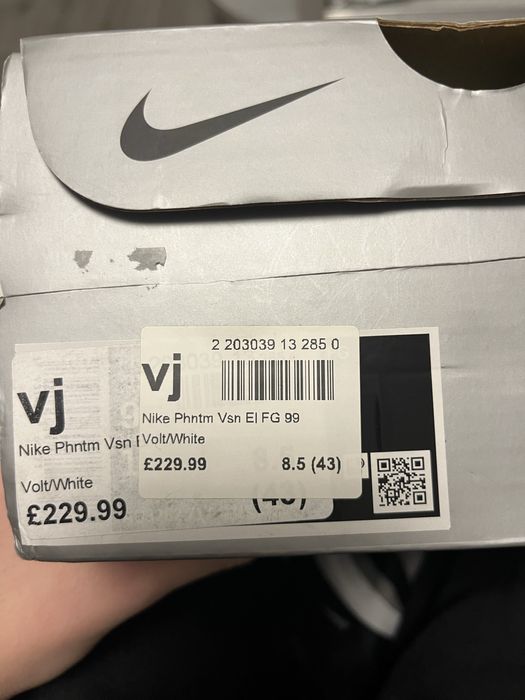 2 203039 13 285 0
vj
Nike Phntm Vsn El FG 99
Volt/White
£229.99 8.5 (43)
vj
Nike Phntm Vsn
Volt/White
£229.99